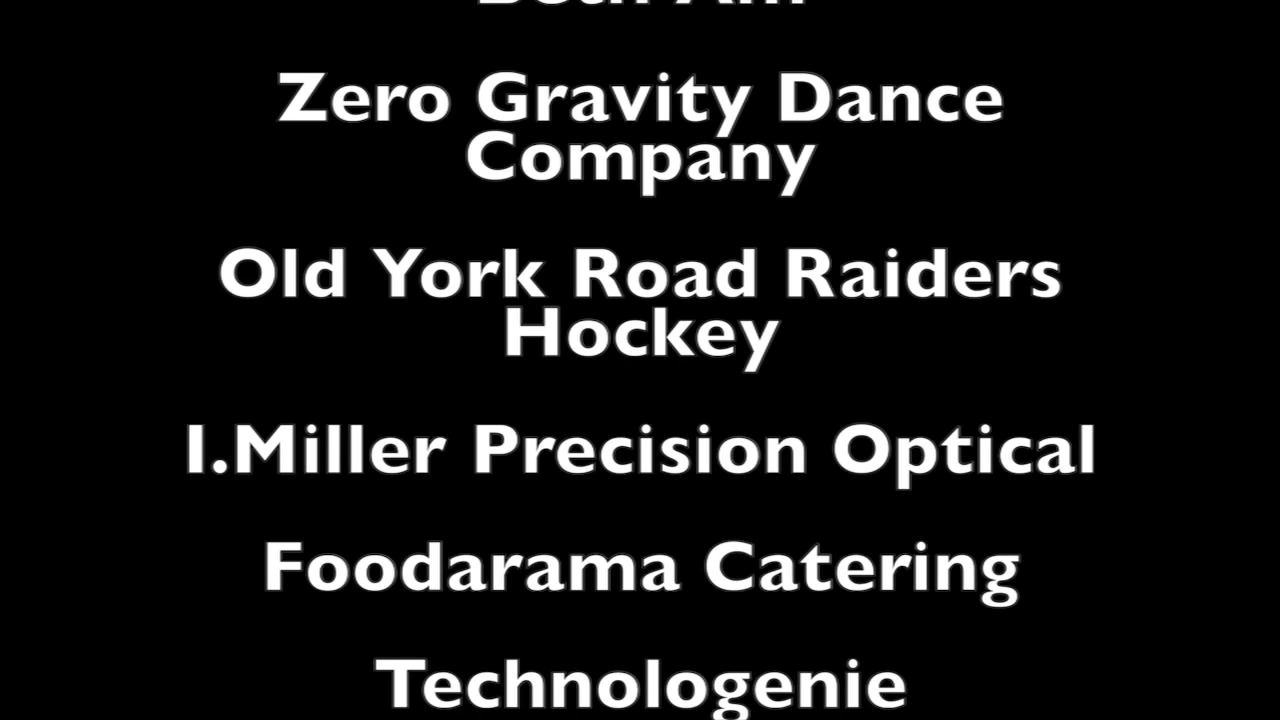 Zero Gravity Dance
Company
Old York Road Raiders
Hockey
I.Miller Precision Optical
Foodarama Catering
Technologenie